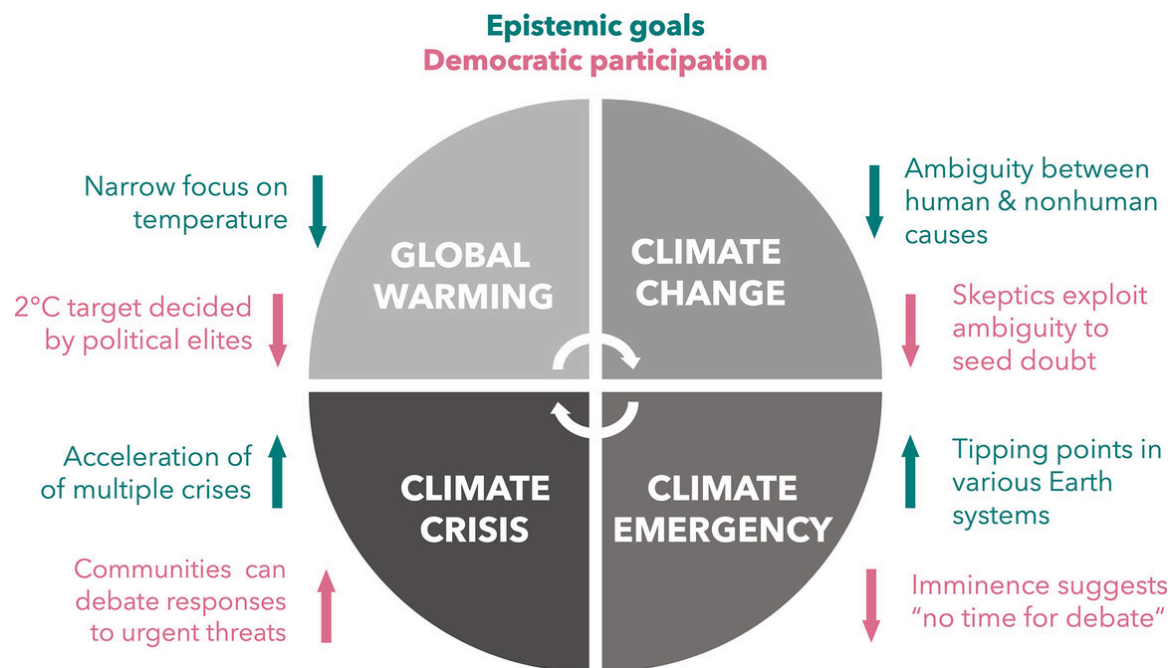 Epistemic goals
Democratic participation
Narrow focus on
temperature
2°C target decided
by political elites
GLOBAL
WARMING
CLIMATE
CHANGE
Ambiguity between
human & nonhuman
causes
Skeptics exploit
ambiguity to
seed doubt
Acceleration of
of multiple crises
Communities can
debate responses
to urgent threats
CLIMATE
CRISIS
CLIMATE
EMERGENCY
Tipping points in
various Earth
systems
Imminence suggests
“no time for debate“